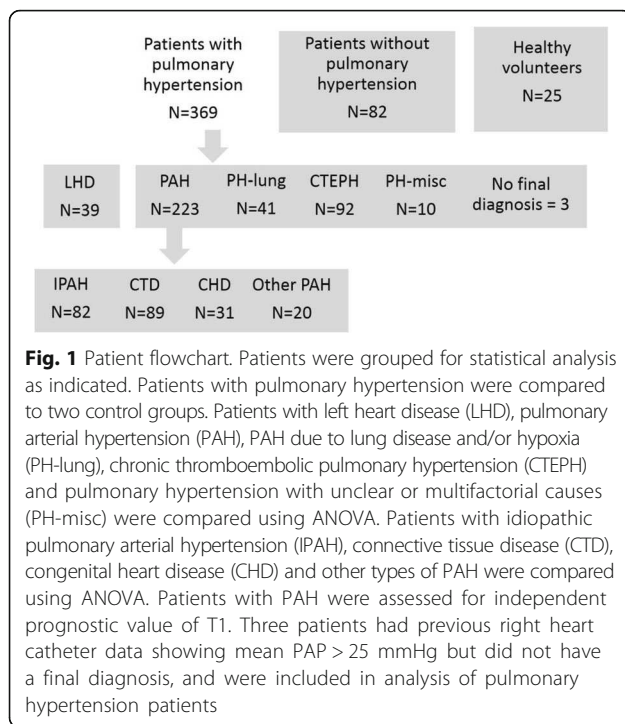 Patients with
pulmonary
hypertension
N=369
Patients without
pulmonary
hypertension
N=82
Healthy
volunteers
N=25
LHD
N=39
PAH
N=223
PH-lung
N=41
CTEPH
N=92
PH-misc
N=10
No final
diagnosis = 3
IPAH
N=82
CTD
N=89
CHD
N=31
Other PAH
N=20
Fig. 1 Patient flowchart. Patients were grouped for statistical analysis
as indicated. Patients with pulmonary hypertension were compared
to two control groups. Patients with left heart disease (LHD), pulmonary
arterial hypertension (PAH), PAH due to lung disease and/or hypoxia
(PH-lung), chronic thromboembolic pulmonary hypertension (CTEPH)
and pulmonary hypertension with unclear or multifactorial causes
(PH-misc) were compared using ANOVA. Patients with idiopathic
pulmonary arterial hypertension (IPAH), connective tissue disease (CTD),
congenital heart disease (CHD) and other types of PAH were compared
using ANOVA. Patients with PAH were assessed for independent
prognostic value of T1. Three patients had previous right heart
catheter data showing mean PAP > 25 mmHg but did not have
a final diagnosis, and were included in analysis of pulmonary
hypertension patients